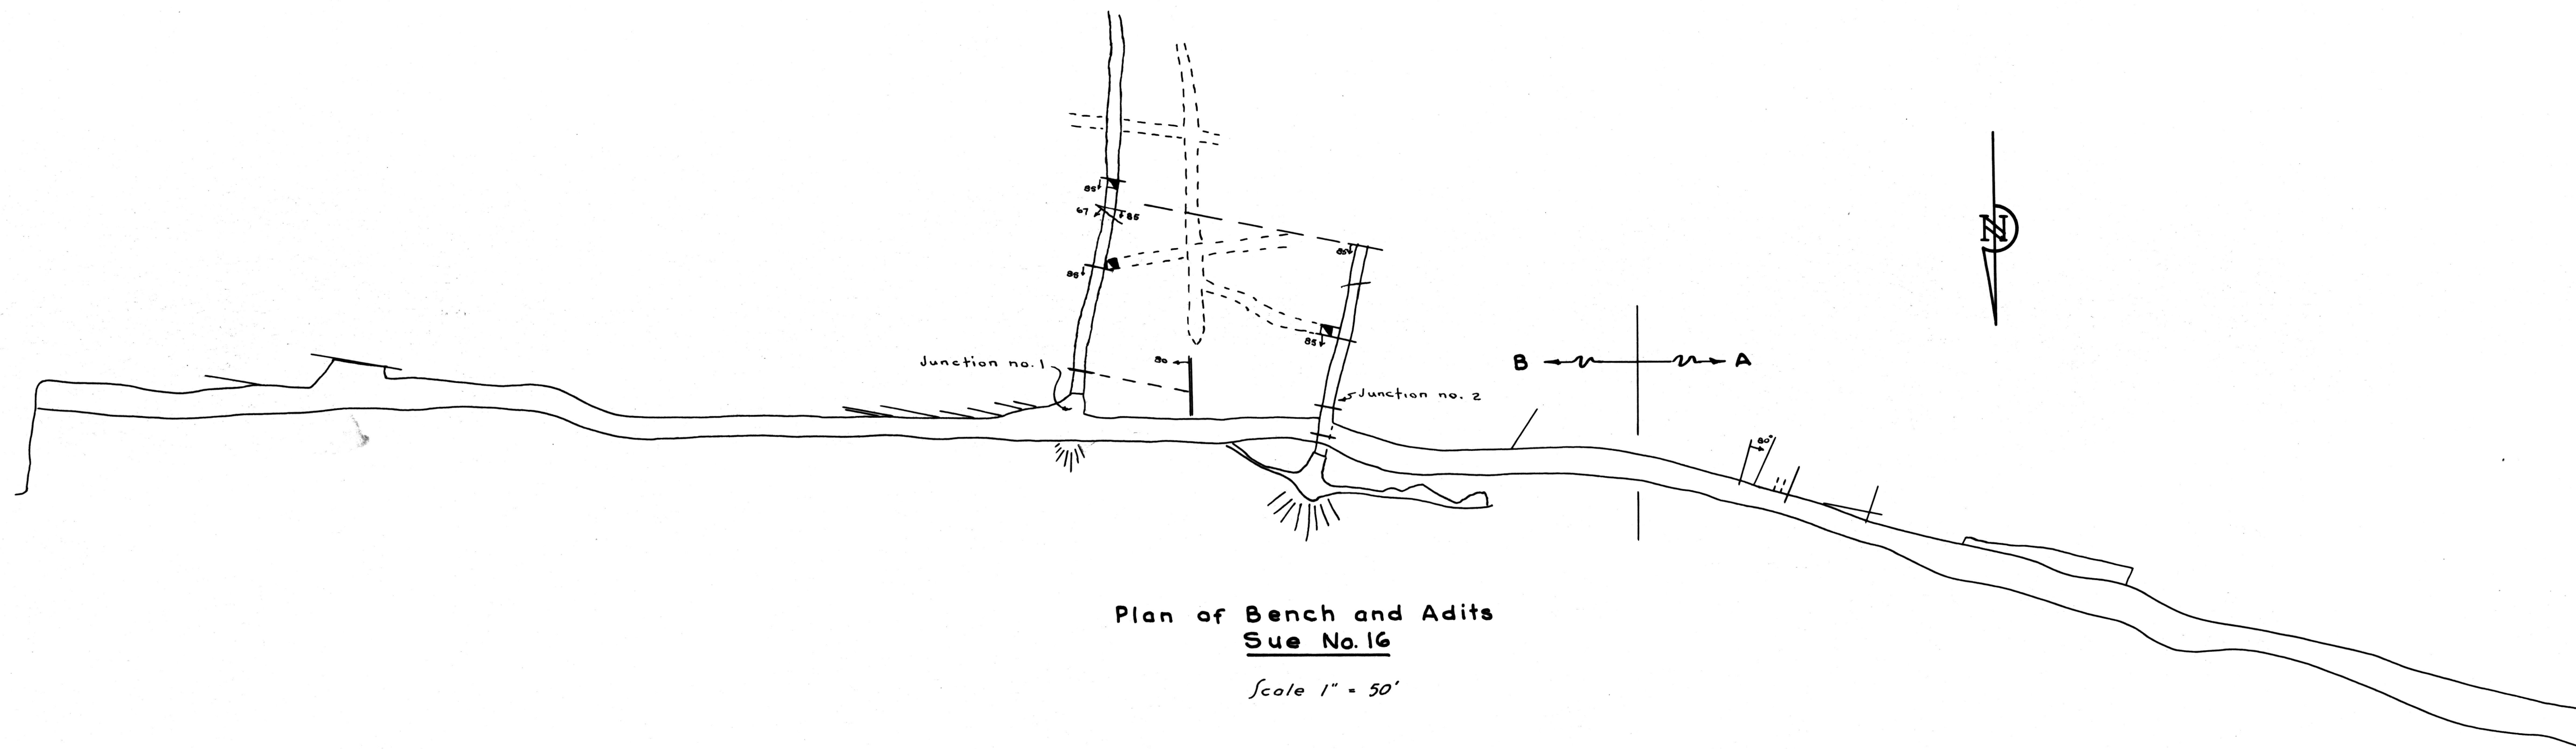 85
67
85
86
85
N
85
80
Junction no. 1
B
A
Junction no. 2
80°
Plan of Bench and Adits
Sue No. 16
Scale 1" = 50'